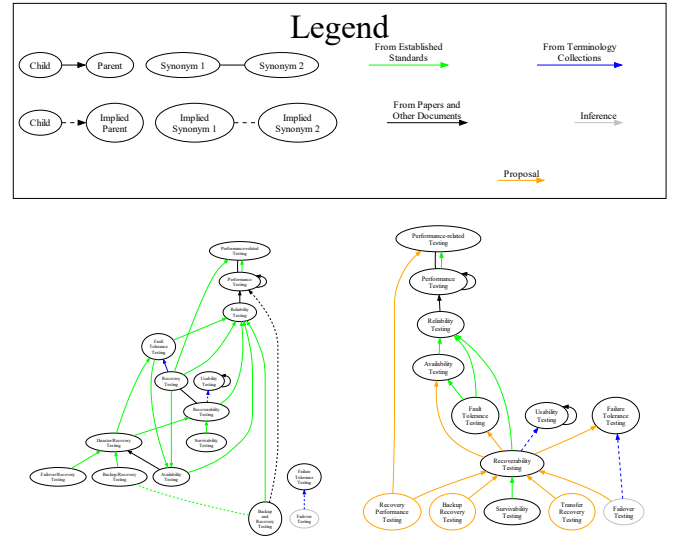 Legend
From Established
Standards
From Terminology
Collections
Child
Parent
Synonym 1
Synonym 2
From Papers and
Other Documents
Child
Implied
Parent
Implied
Synonym 1
Implied
Synonym 2
Inference
Proposal
Performance-related
Testing
Performance
Testing
Reliability
Testing
Fault
Tolerance
Testing
Recovery
Testing
Usability
Testing
Recoverability
Testing
Disaster/Recovery
Testing
Survivability
Testing
Failover/Recovery
Testing
Backup/Recovery
Testing
Availability
Testing
Failure
Tolerance
Testing
Backup
and
Recovery
Testing
Failover
Testing
Performance-related
Testing
Performance
Testing
Reliability
Testing
Availability
Testing
Fault
Tolerance
Testing
Usability
Testing
Failure
Tolerance
Testing
Recoverability
Testing
Recovery
Performance
Testing
Backup
Recovery
Testing
Survivability
Testing
Transfer
Recovery
Testing
Failover
Testing